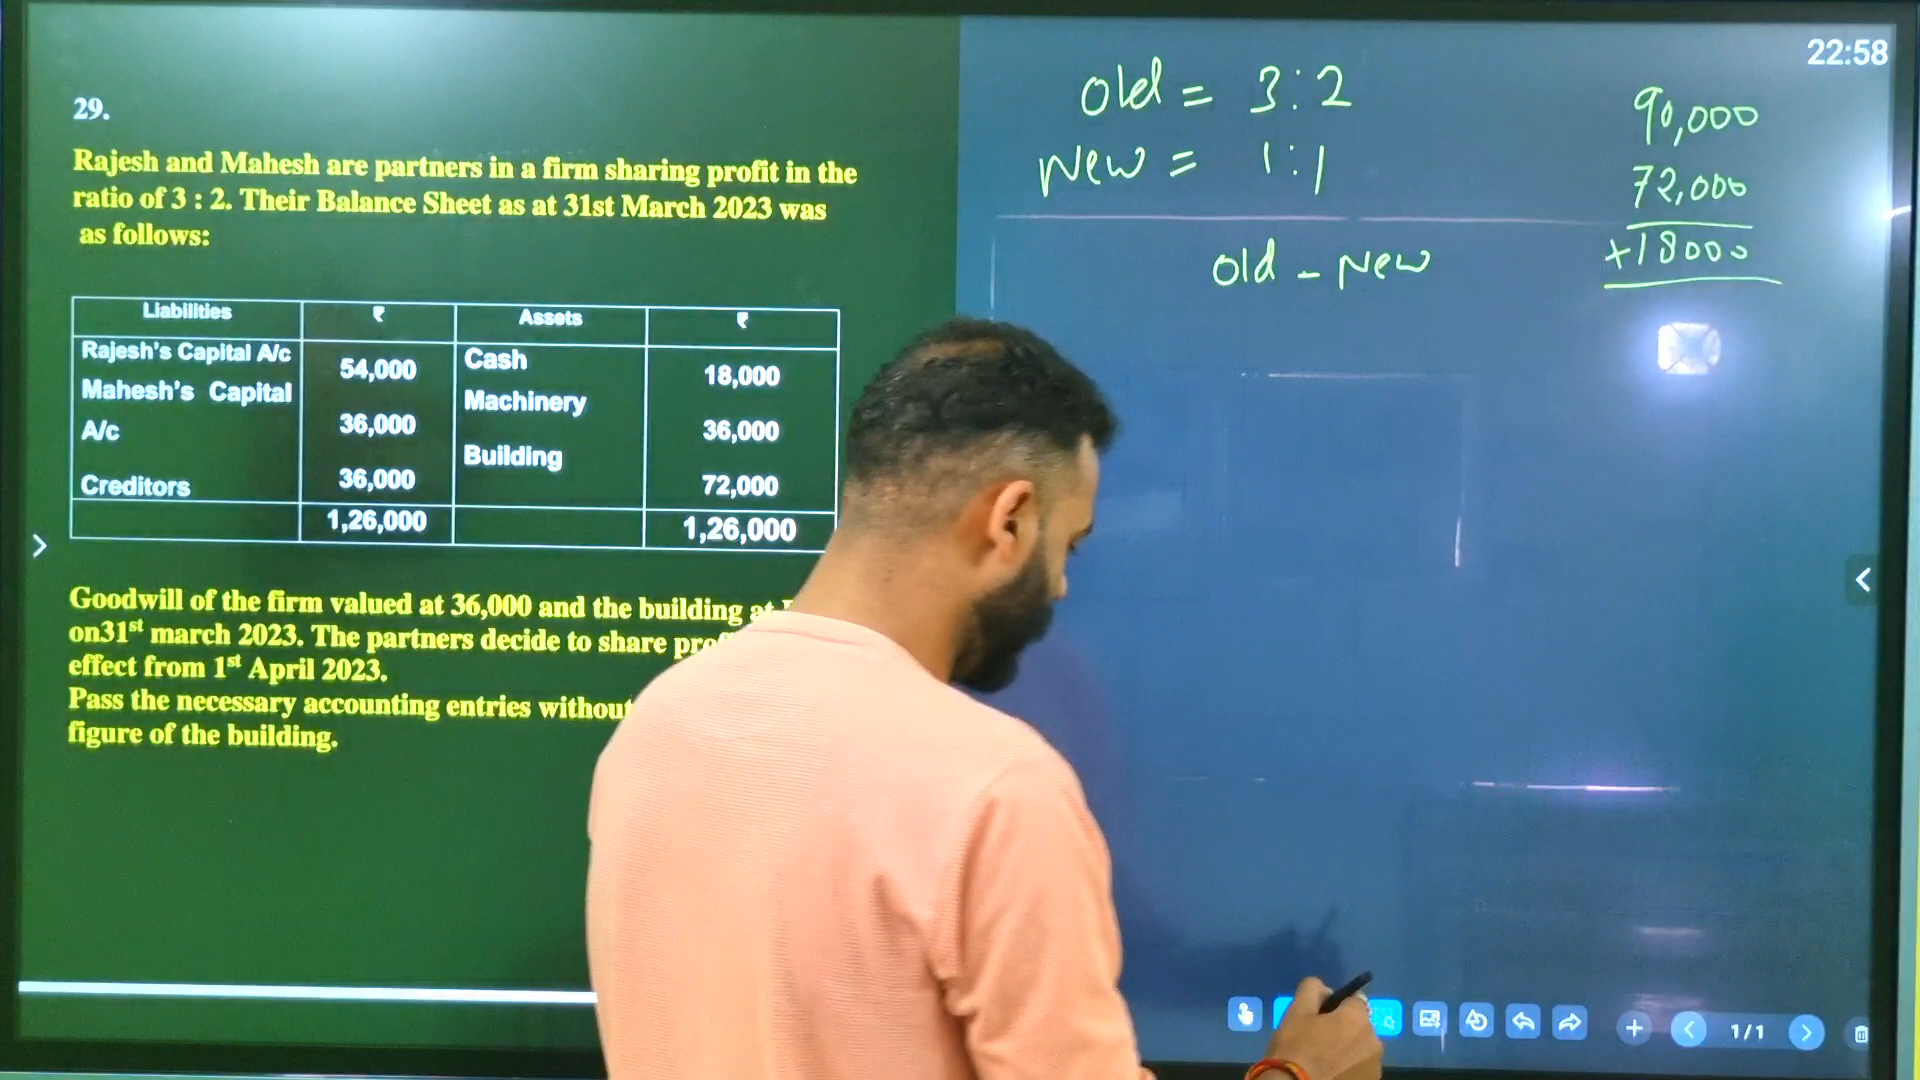 22:58
29.
Rajesh and Mahesh are partners in a firm sharing profit in the
ratio of 3 : 2. Their Balance Sheet as at 31st March 2023 was
as follows:
Liabilities ₹ Assets ₹
Rajesh's Capital A/c 54,000 Cash 18,000
Mahesh's Capital A/c 36,000 Machinery 36,000
Creditors 36,000 Building 72,000
1,26,000 1,26,000
Goodwill of the firm valued at 36,000 and the building at
on31st march 2023. The partners decide to share
effect from 1st April 2023.
Pass the necessary accounting entries without
figure of the building.
Old = 3:2
New = 1:1
Old - New
90,000
72,000
+18000
1/1